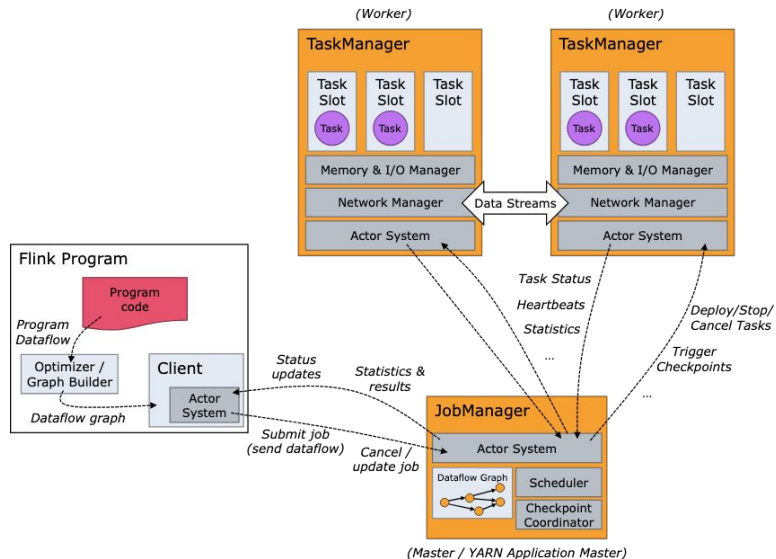 (Worker)
(Worker)
TaskManager
TaskManager
Task
Slot
Task
Task
Slot
Task
Task
Slot
Task
Slot
Task
Task
Slot
Task
Task
Slot
Memory & I/O Manager
Memory & I/O Manager
Network Manager
Data Streams
Network Manager
Actor System
Actor System
Flink Program
Program
code
Program
Dataflow
Optimizer /
Graph Builder
Dataflow graph
Client
Actor
System
Status
updates
Statistics &
results
Submit job
(send dataflow)
Cancel /
update job
Task Status
Heartbeats
Statistics
...
Deploy/Stop/
Cancel Tasks
Trigger
Checkpoints
...
JobManager
Actor System
Dataflow Graph
Scheduler
Checkpoint
Coordinator
(Master / YARN Application Master)